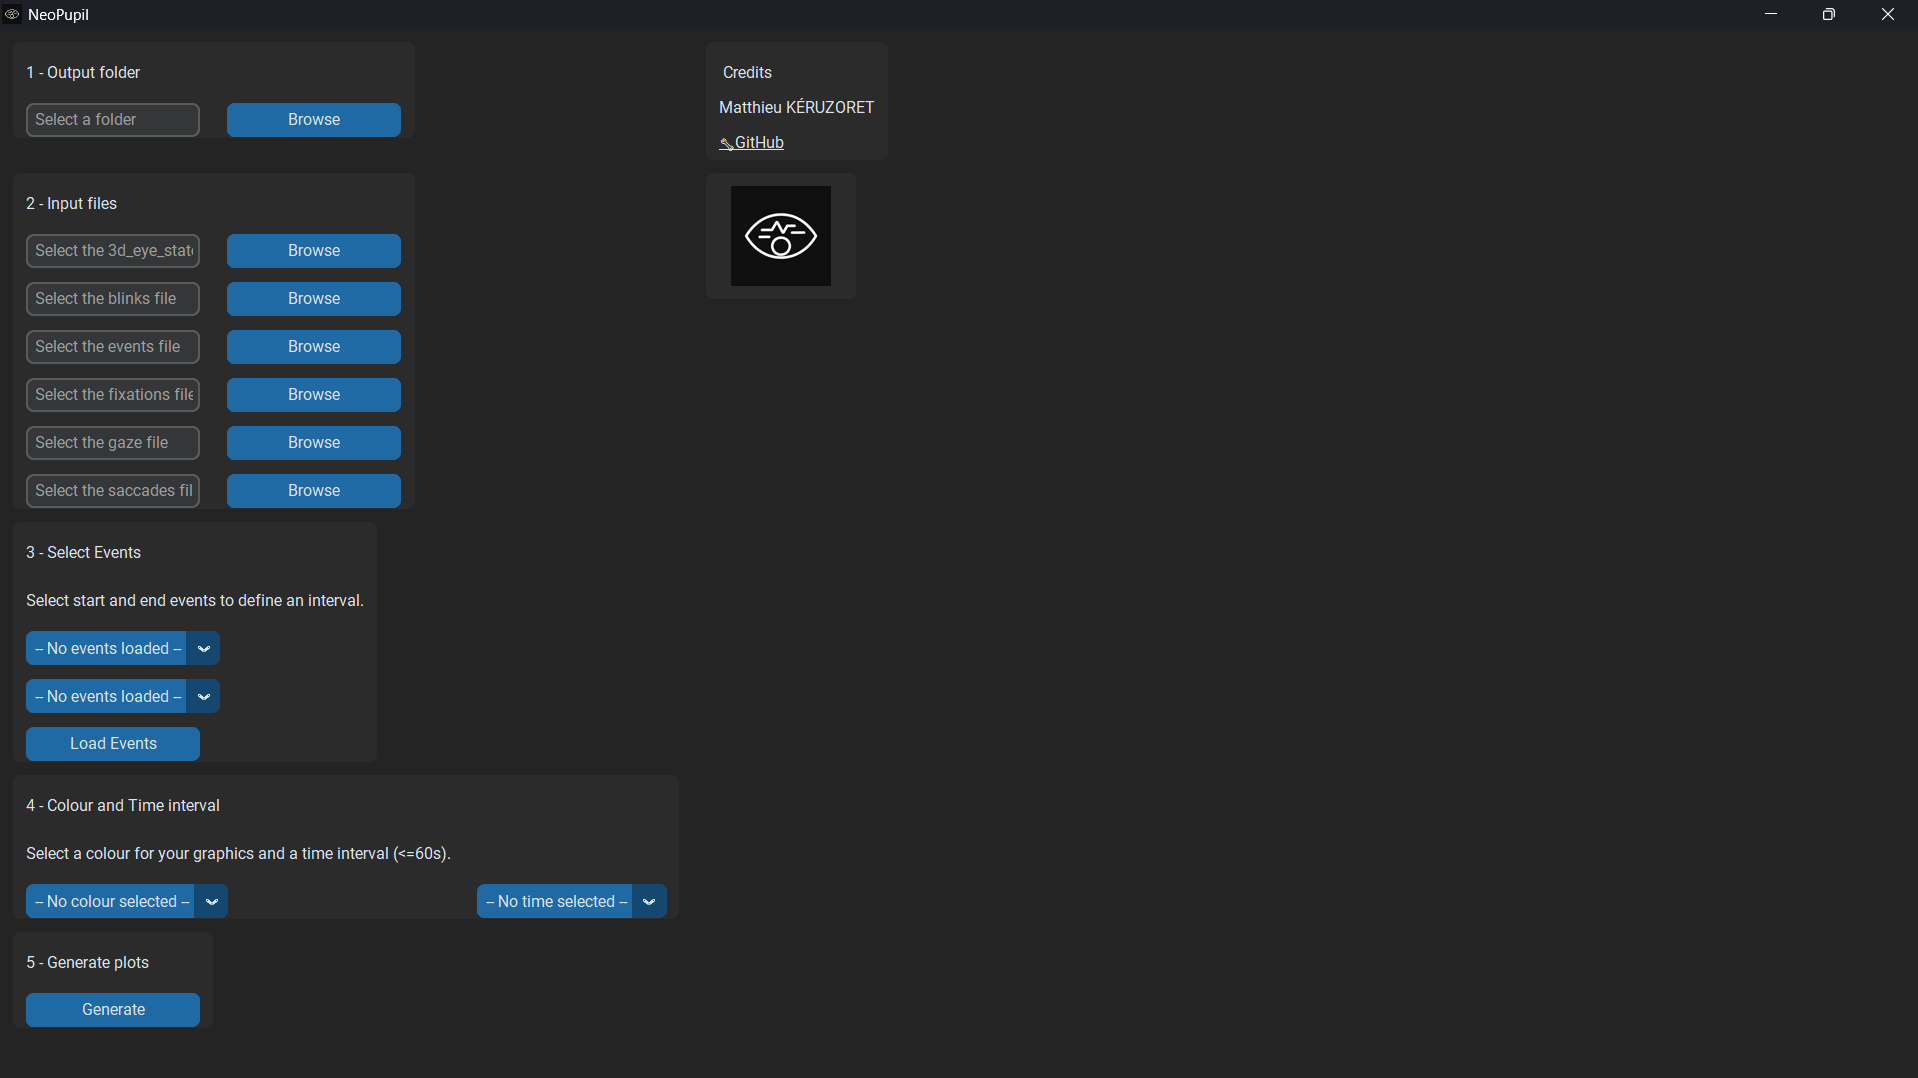 NeoPupil
1 - Output folder
Select a folder
Browse
2 - Input files
Select the 3d_eye_stat
Browse
Select the blinks file
Browse
Select the events file
Browse
Select the fixations file
Browse
Select the gaze file
Browse
Select the saccades fil
Browse
3 - Select Events
Select start and end events to define an interval.
-- No events loaded --
-- No events loaded --
Load Events
4 - Colour and Time interval
Select a colour for your graphics and a time interval (<=60s).
-- No colour selected --
-- No time selected --
5 - Generate plots
Generate
Credits
Matthieu KÉRUZORET
GitHub